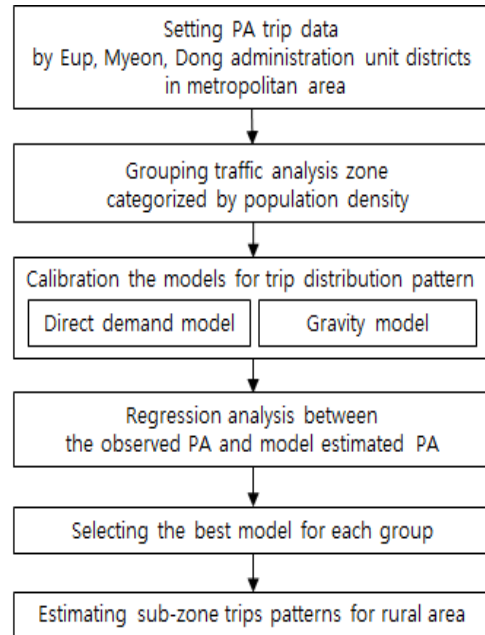 Setting PA trip data
by Eup, Myeon, Dong administration unit districts
in metropolitan area
Grouping traffic analysis zone
categorized by population density
Calibration the models for trip distribution pattern
Direct demand model
Gravity model
Regression analysis between
the observed PA and model estimated PA
Selecting the best model for each group
Estimating sub-zone trips patterns for rural area